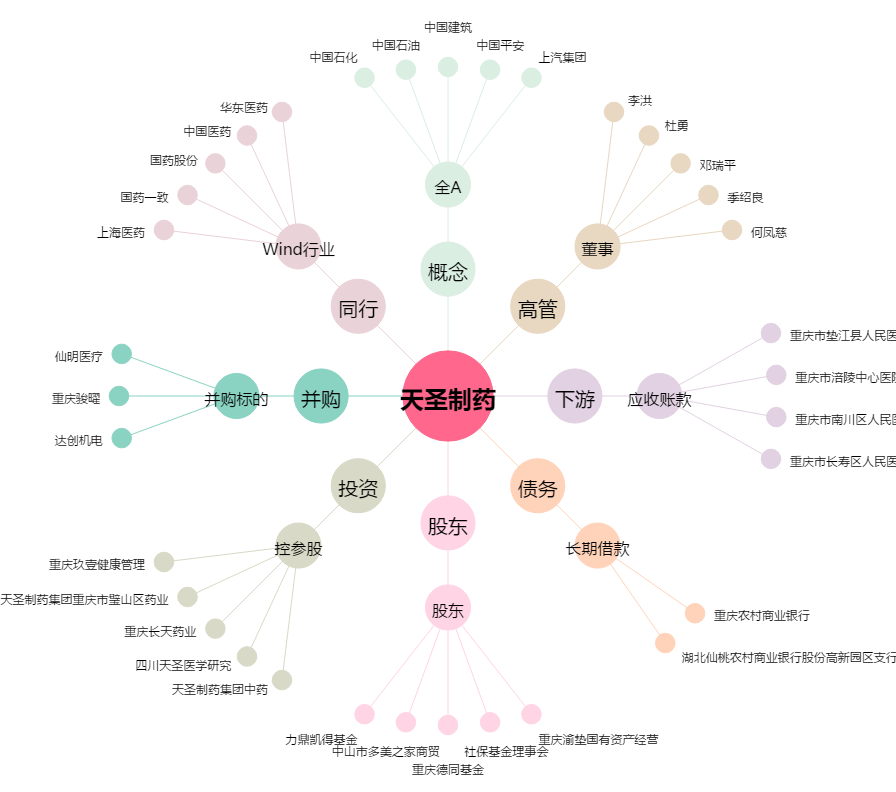 中国建筑
中国石油
中国平安
中国石化
上汽集团
李洪
华东医药
杜勇
中国医药
国药股份
邓瑞平
全A
国药一致
季绍良
上海医药
何凤慈
Wind行业
董事
概念
同行
高管
重庆市垫江县人民医
仙明医疗
重庆市涪陵中心医院
重庆骏曜
并购标的
并购
天圣制药
下游
应收账款
重庆市南川区人民医
达创机电
重庆市长寿区人民医
投资
债务
股东
控参股
长期借款
重庆玖壹健康管理
天圣制药集团重庆市璧山区药业
股东
重庆农村商业银行
重庆长天药业
湖北仙桃农村商业银行股份高新园区支行
四川天圣医学研究
天圣制药集团中药
力鼎凯得基金
重庆渝垫国有资产经营
中山市多美之家商贸
社保基金理事会
重庆德同基金